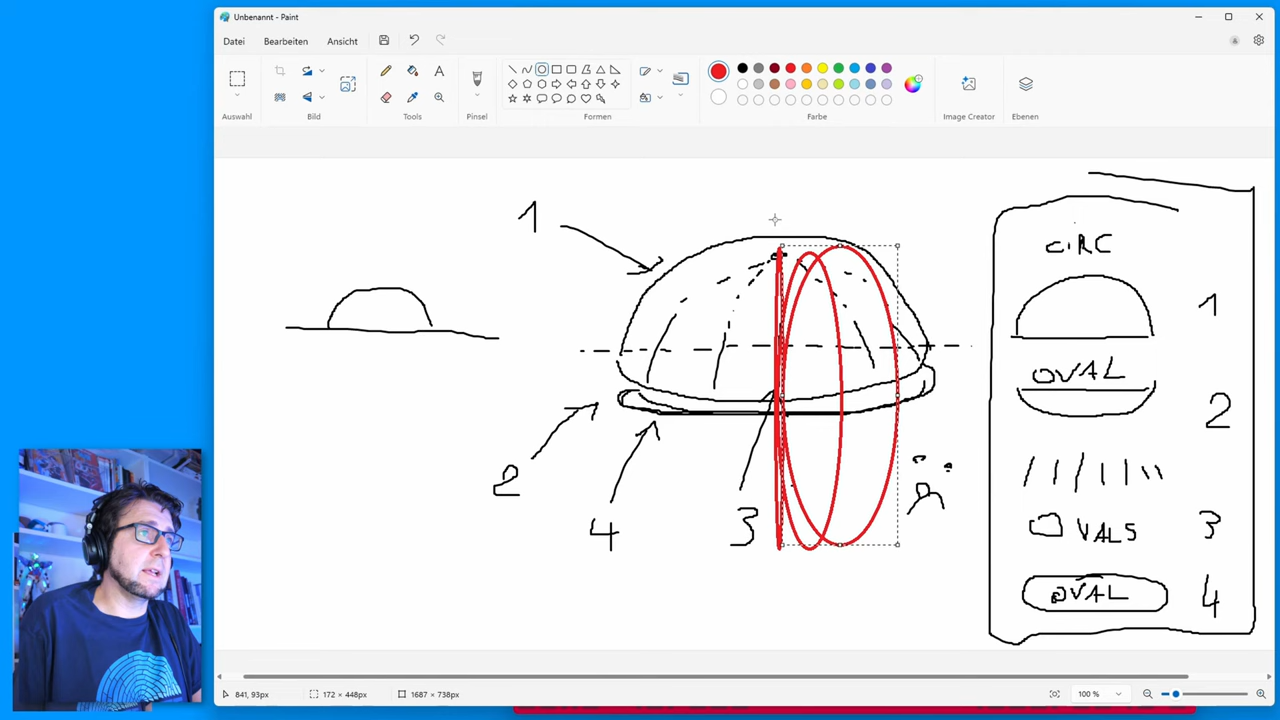 Unbenannt - Paint
Datei Bearbeiten Ansicht
Auswahl Bild Tools Pinsel Formen Farbe Image Creator Ebenen
1
CIRC
1
OVAL
2
2
4
3
OVALS 3
OVAL 4
841, 93px 172 × 448px 1687 × 738px 100 %